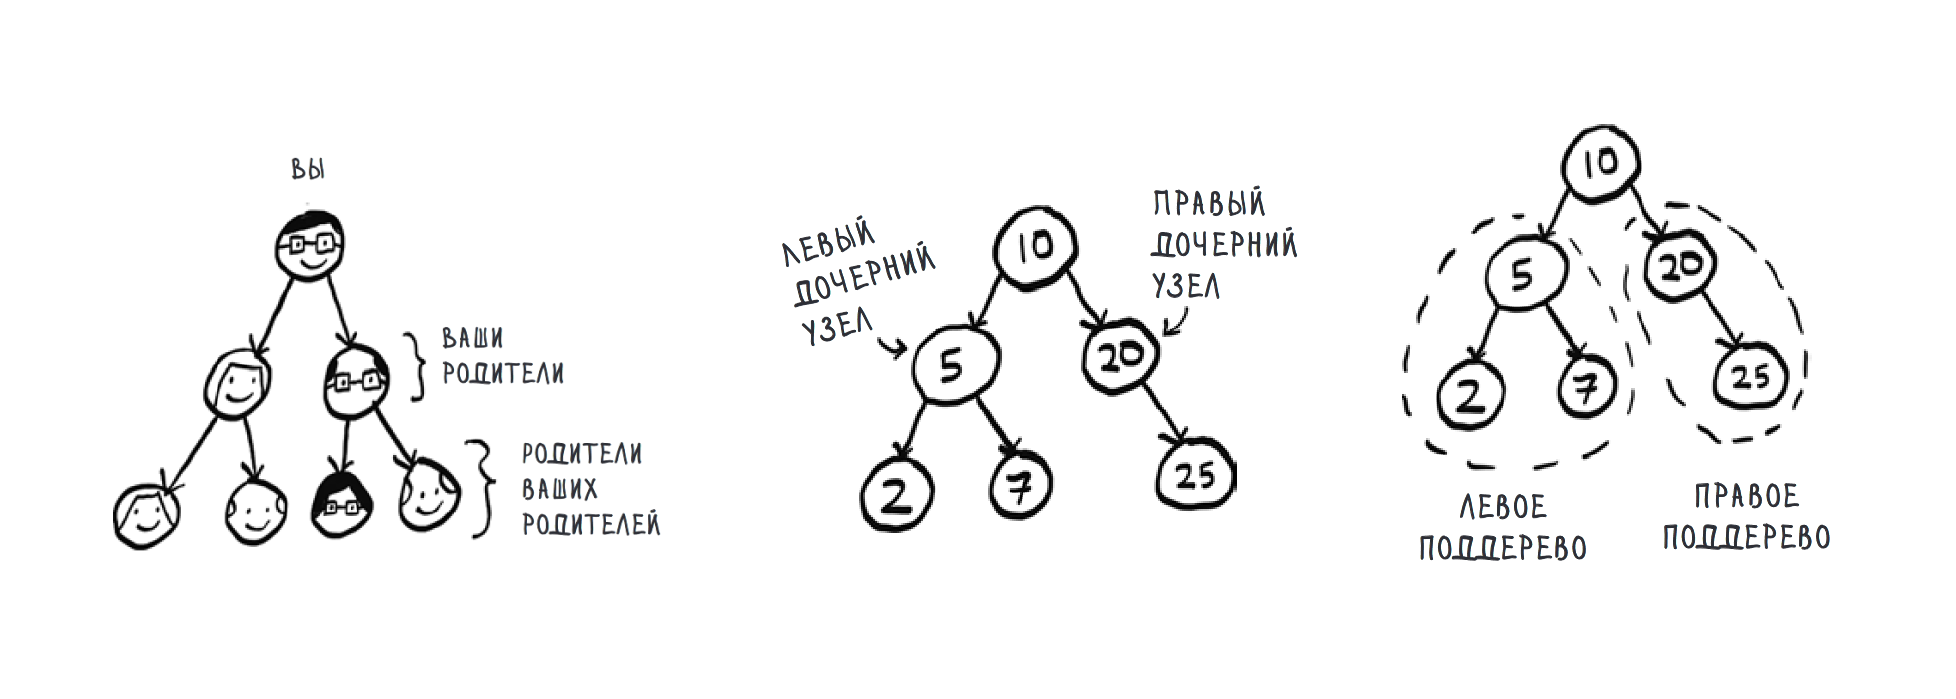 ВЫ
ВАШИ
РОДИТЕЛИ
РОДИТЕЛИ
ВАШИХ
РОДИТЕЛЕЙ
ЛЕВЫЙ
ДОЧЕРНИЙ
УЗЕЛ
ПРАВЫЙ
ДОЧЕРНИЙ
УЗЕЛ
10
5
20
2
7
25
10
5
20
2
7
25
ЛЕВОЕ
ПОДДЕРЕВО
ПРАВОЕ
ПОДДЕРЕВО